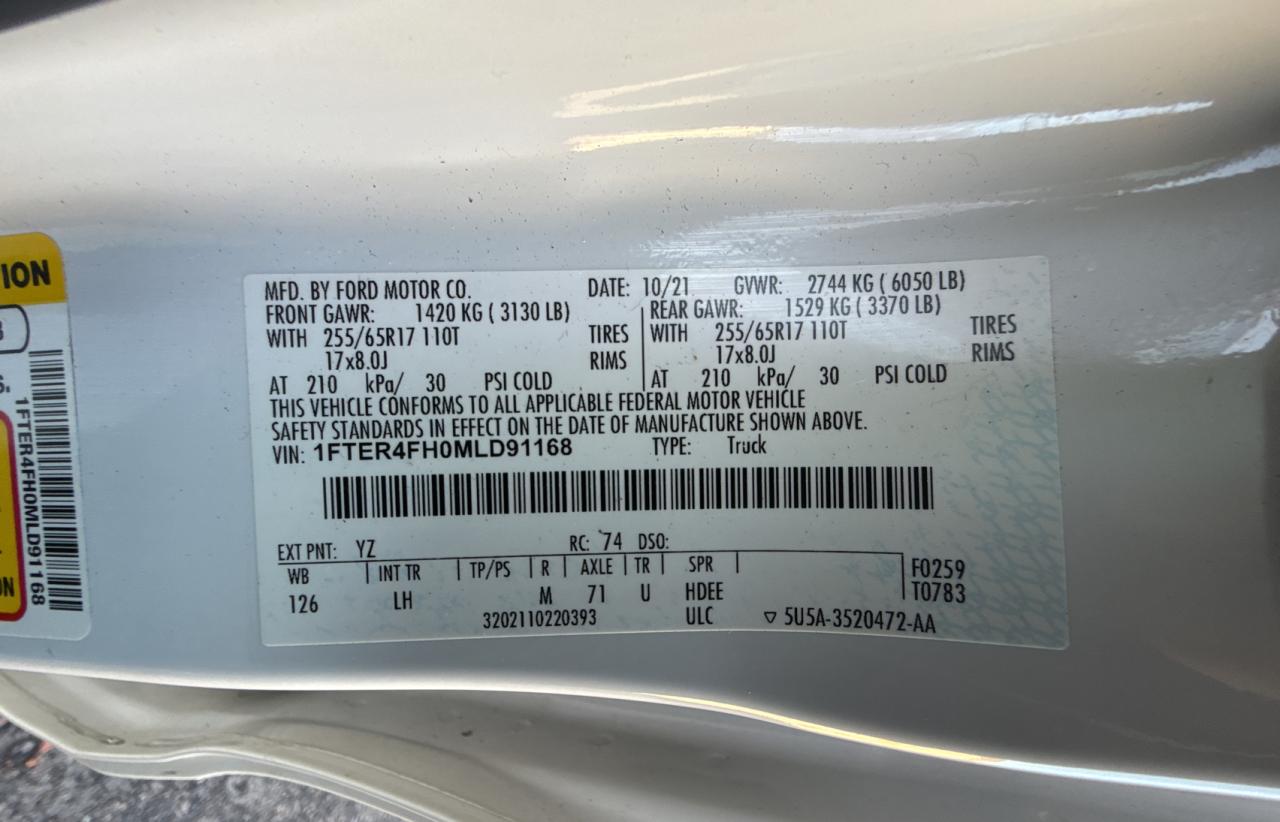 TION
S.
1FTER4FH0MLD91168
ON
MFD. BY FORD MOTOR CO. DATE: 10/21 GVWR: 2744 KG ( 6050 LB)
FRONT GAWR: 1420 KG ( 3130 LB) REAR GAWR: 1529 KG ( 3370 LB)
WITH 255/65R17 110T TIRES WITH 255/65R17 110T TIRES
17x8.0J RIMS 17x8.0J RIMS
AT 210 kPa/ 30 PSI COLD AT 210 kPa/ 30 PSI COLD
THIS VEHICLE CONFORMS TO ALL APPLICABLE FEDERAL MOTOR VEHICLE
SAFETY STANDARDS IN EFFECT ON THE DATE OF MANUFACTURE SHOWN ABOVE.
VIN: 1FTER4FH0MLD91168 TYPE: Truck
EXT PNT: YZ RC: 74 DSO:
WB INT TR TP/PS R AXLE TR SPR F0259
126 LH M 71 U HDEE T0783
3202110220393 ULC ▽ 5U5A-3520472-AA